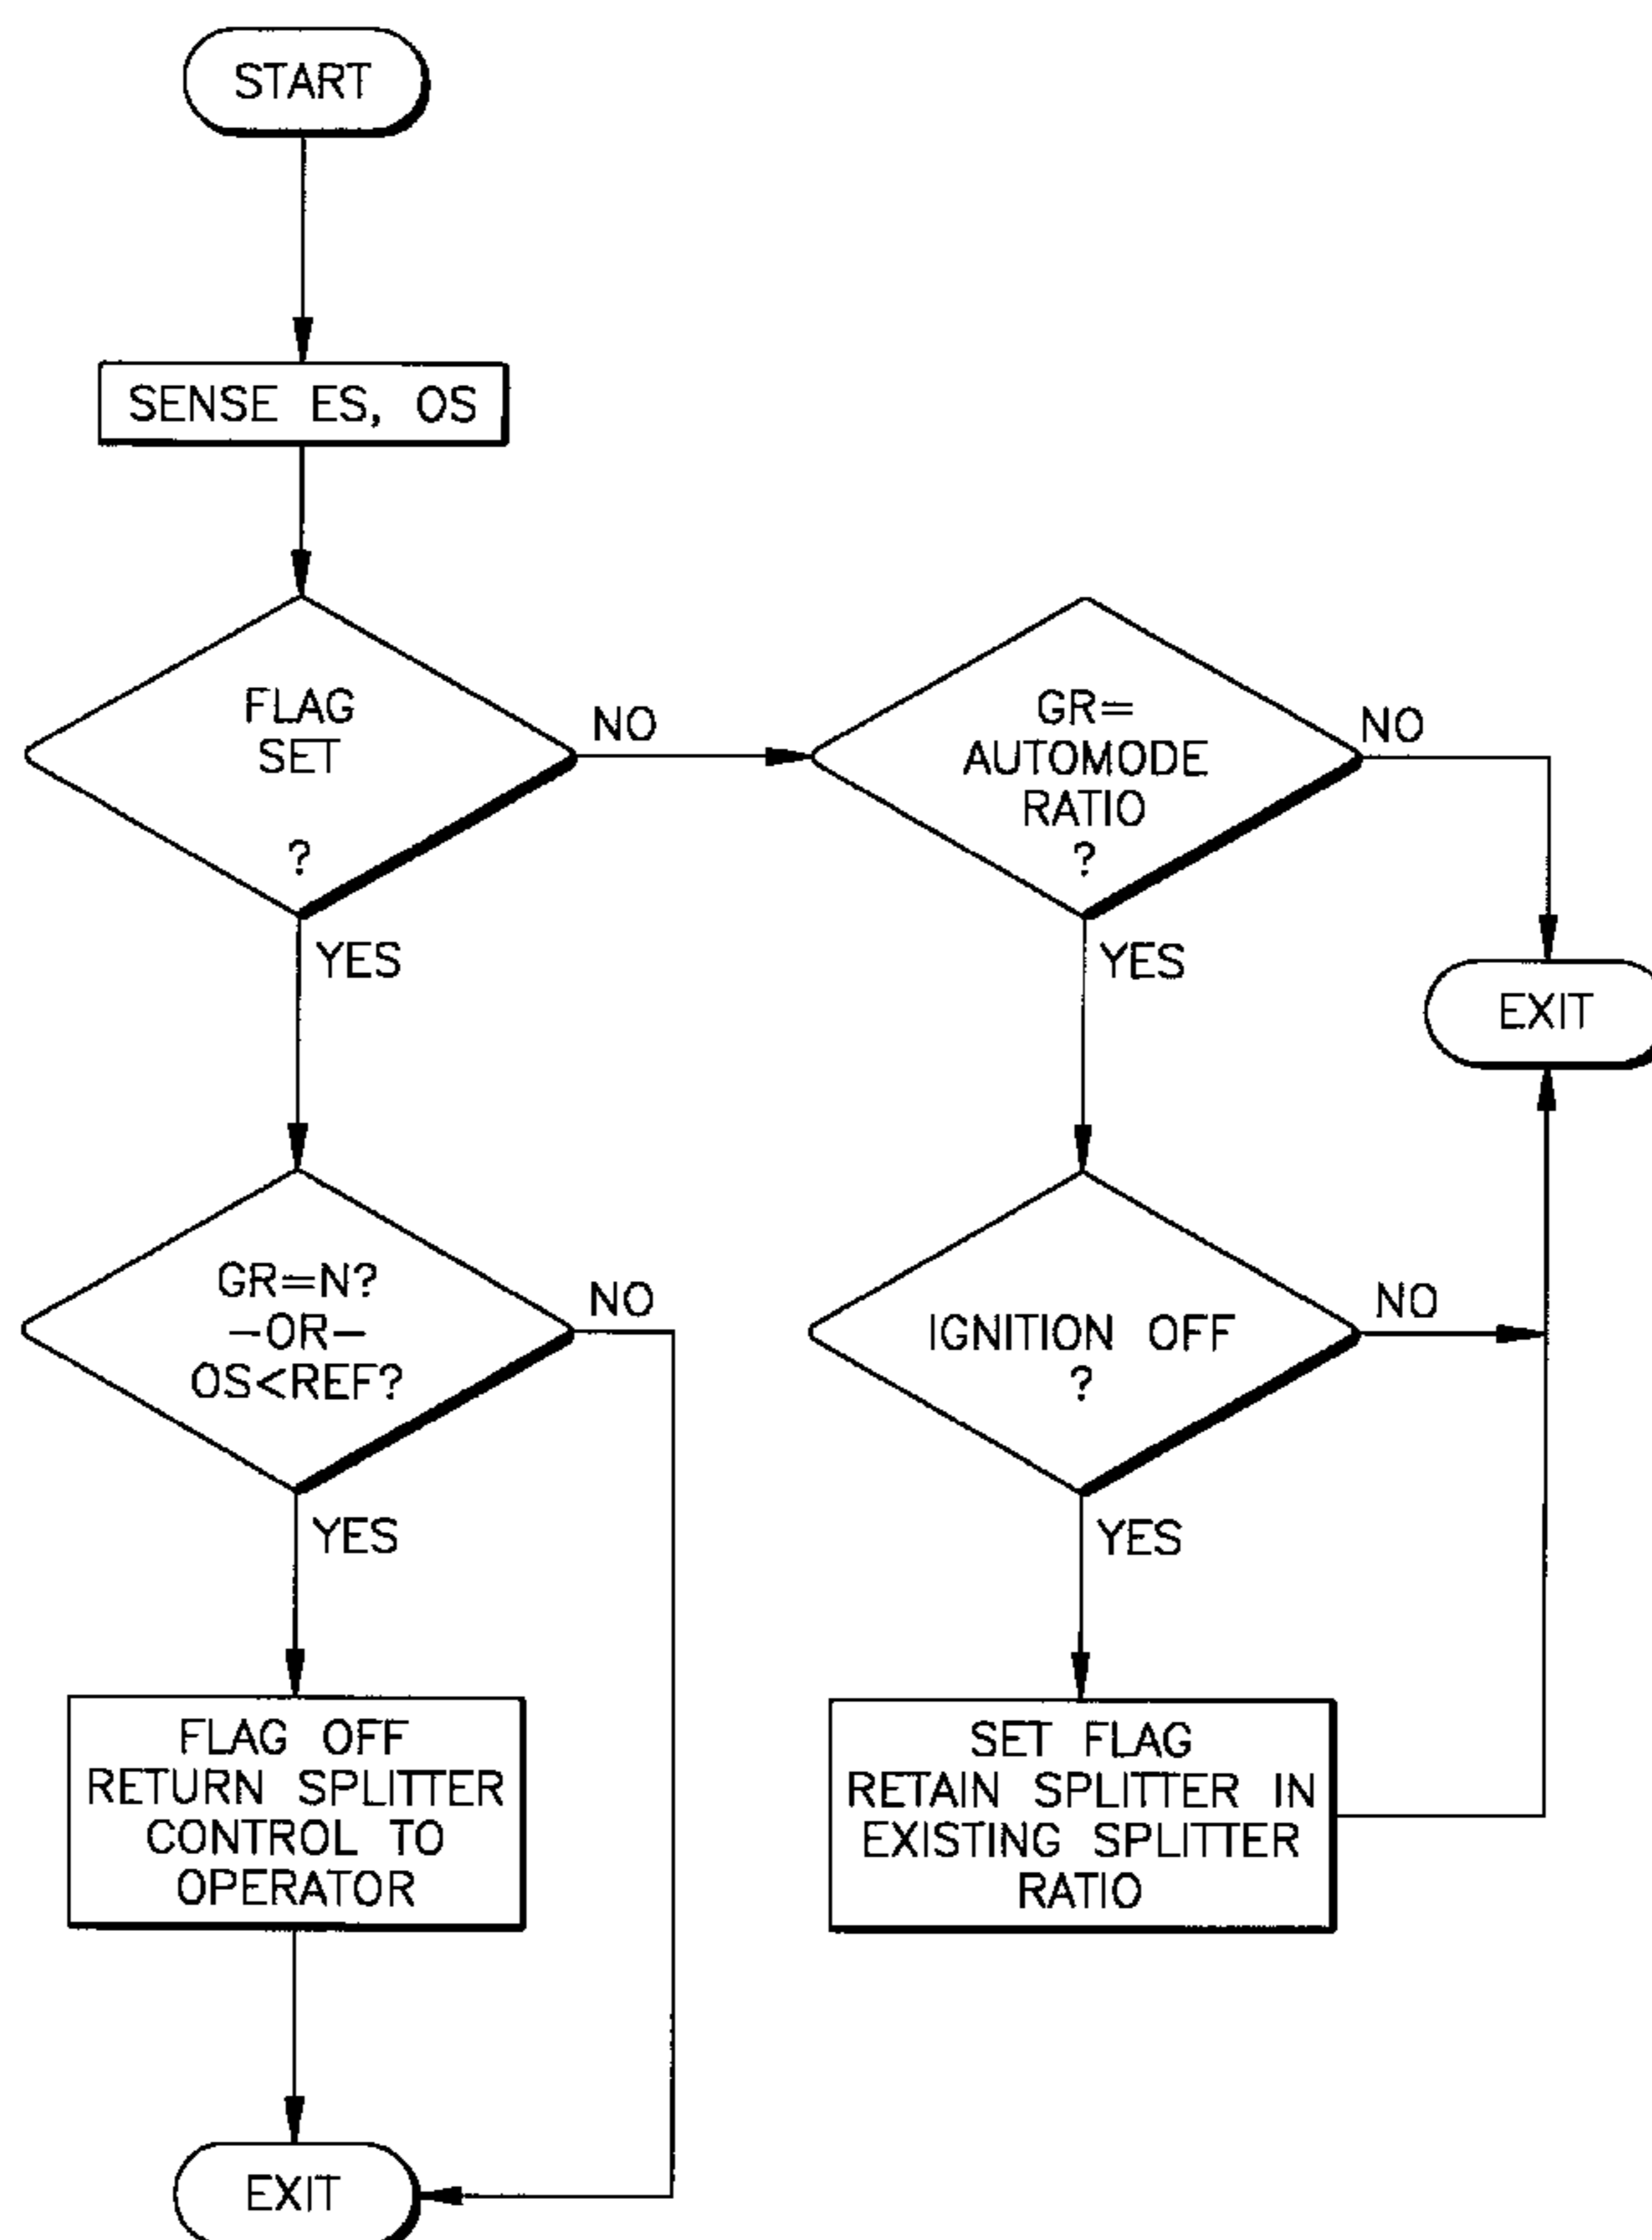 START
SENSE ES, OS
FLAG
SET
?
NO
YES
GR=
AUTOMODE
RATIO
?
NO
YES
EXIT
GR=N?
-OR-
OS<REF?
NO
YES
IGNITION OFF
?
NO
YES
FLAG OFF
RETURN SPLITTER
CONTROL TO
OPERATOR
SET FLAG
RETAIN SPLITTER IN
EXISTING SPLITTER
RATIO
EXIT